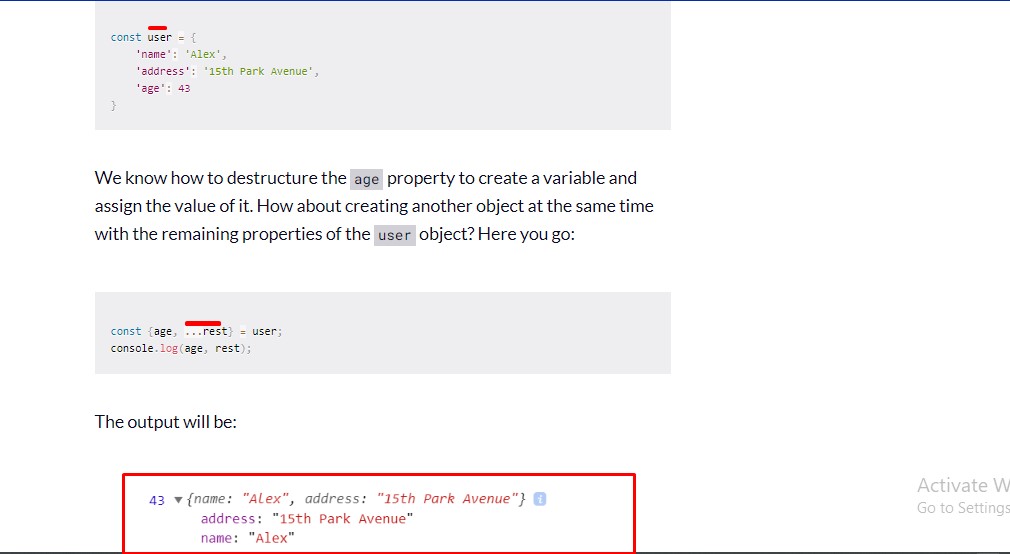 const user = {
'name': 'Alex',
'address': '15th Park Avenue',
'age': 43
}
We know how to destructure the age property to create a variable and
assign the value of it. How about creating another object at the same time
with the remaining properties of the user object? Here you go:
const {age, ...rest} = user;
console.log(age, rest);
The output will be:
43 ▼{name: "Alex", address: "15th Park Avenue"} i
address: "15th Park Avenue"
name: "Alex"
Activate W
Go to Settings